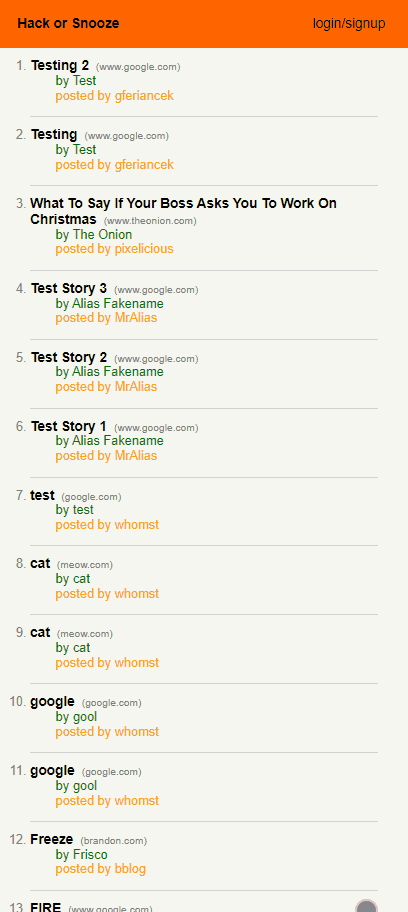 Hack or Snooze login/signup
1. Testing 2 (www.google.com)
by Test
posted by gferiancek
2. Testing (www.google.com)
by Test
posted by gferiancek
3. What To Say If Your Boss Asks You To Work On
Christmas (www.theonion.com)
by The Onion
posted by pixelicious
4. Test Story 3 (www.google.com)
by Alias Fakename
posted by MrAlias
5. Test Story 2 (www.google.com)
by Alias Fakename
posted by MrAlias
6. Test Story 1 (www.google.com)
by Alias Fakename
posted by MrAlias
7. test (google.com)
by test
posted by whomst
8. cat (meow.com)
by cat
posted by whomst
9. cat (meow.com)
by cat
posted by whomst
10. google (google.com)
by gool
posted by whomst
11. google (google.com)
by gool
posted by whomst
12. Freeze (brandon.com)
by Frisco
posted by bblog
13. FIRE (www.google.com)